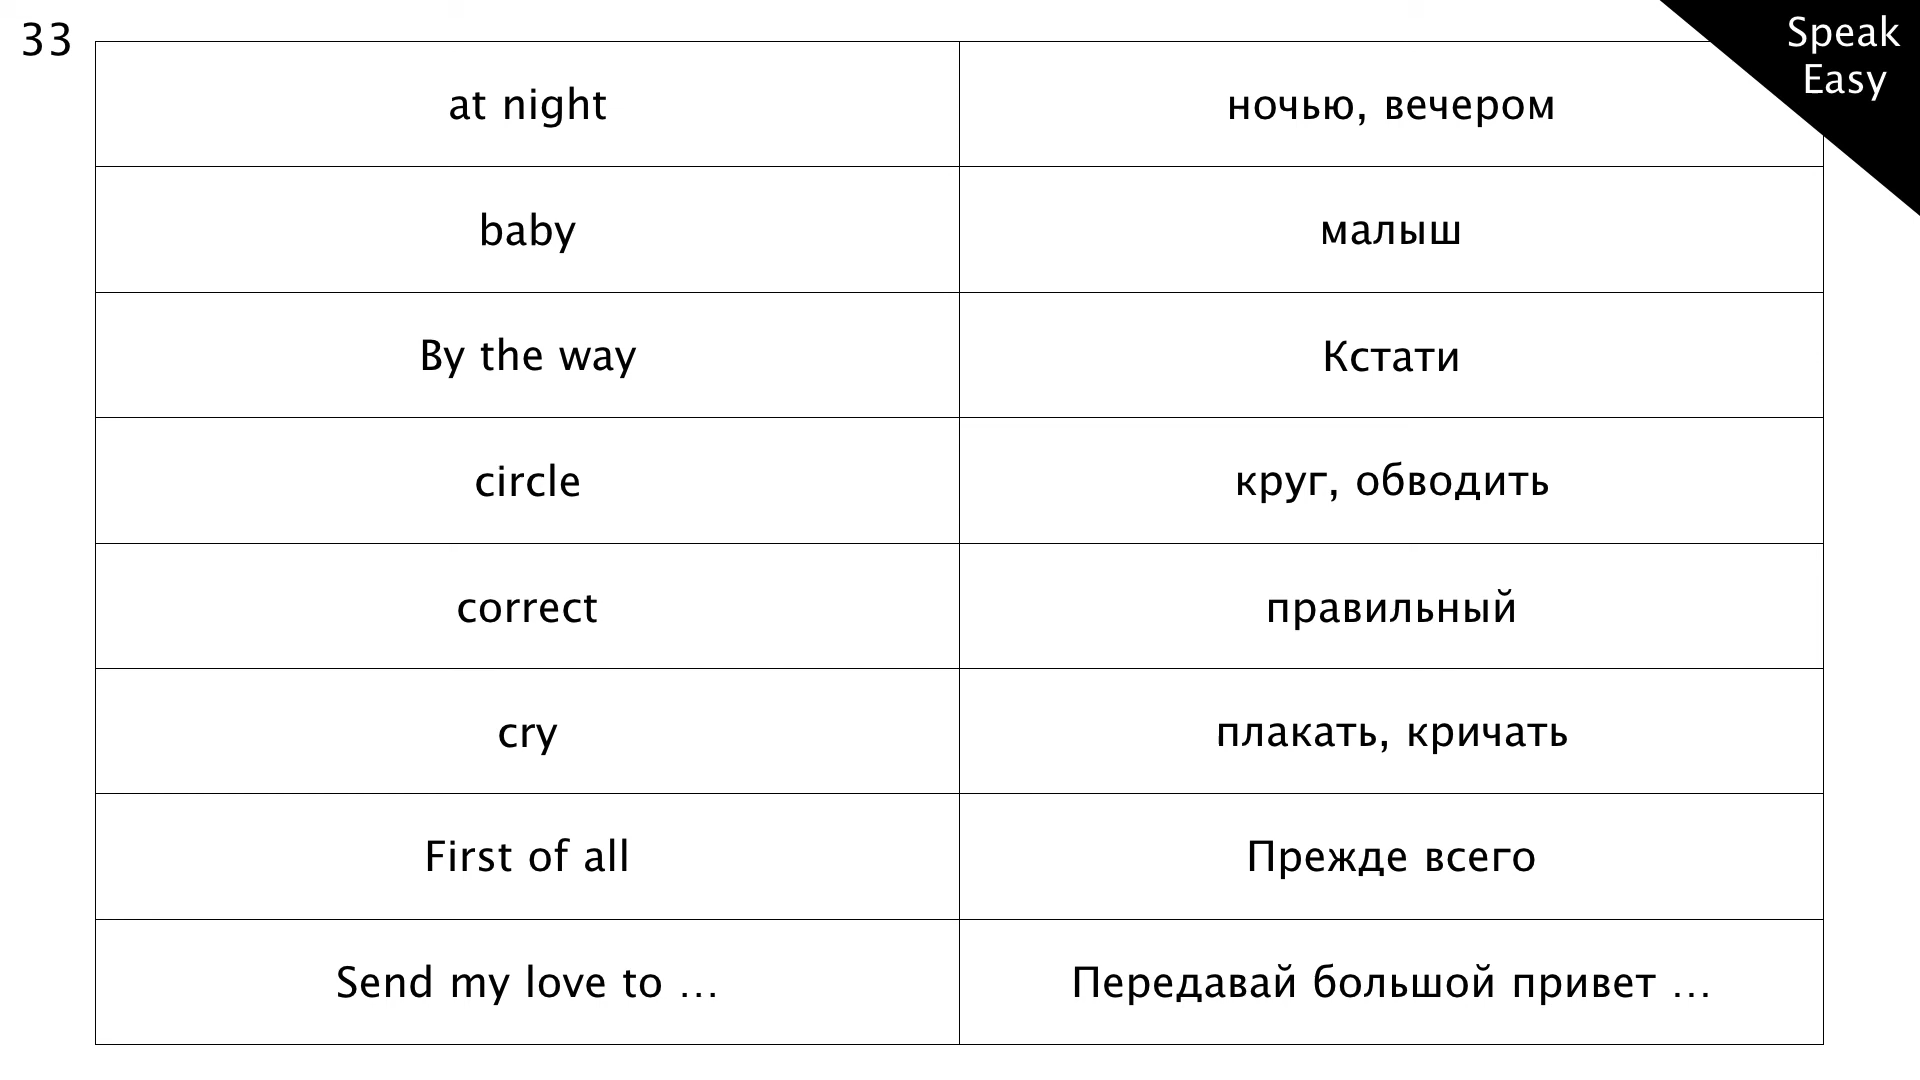 33
Speak
Easy
at night
ночью, вечером
baby
малыш
By the way
Кстати
circle
круг, обводить
correct
правильный
cry
плакать, кричать
First of all
Прежде всего
Send my love to …
Передавай большой привет …